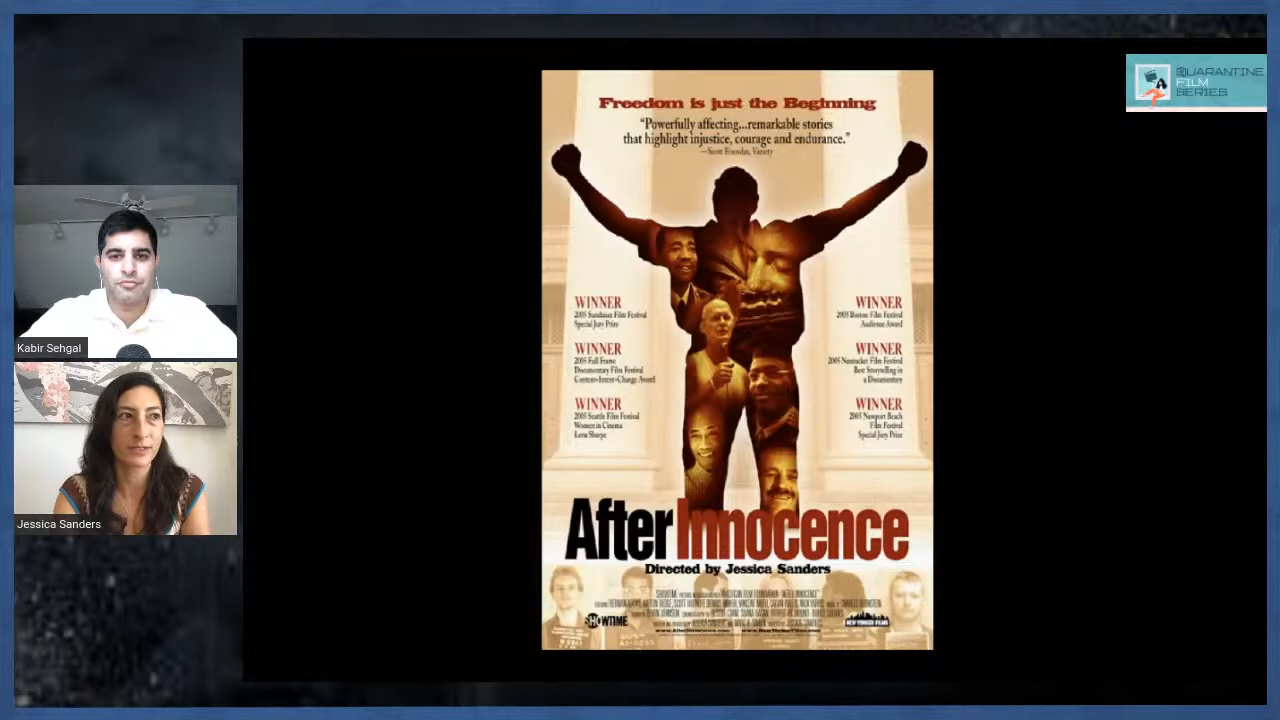 QUARANTINE
FILM
SERIES
Freedom is just the Beginning
"Powerfully affecting...remarkable stories
that highlight injustice, courage and endurance."
—Scott Foundas, Variety
WINNER
2005 Sundance Film Festival
Special Jury Prize
WINNER
2005 Full Frame
Documentary Film Festival
Content+Intent=Change Award
WINNER
2005 Seattle Film Festival
Women in Cinema
Lena Sharpe
WINNER
2005 Boston Film Festival
Audience Award
WINNER
2005 Nantucket Film Festival
Best Storytelling in
a Documentary
WINNER
2005 Newport Beach
Film Festival
Special Jury Prize
After Innocence
Directed by Jessica Sanders
SHOWTIME
NEW YORKER FILMS
Kabir Sehgal
Jessica Sanders